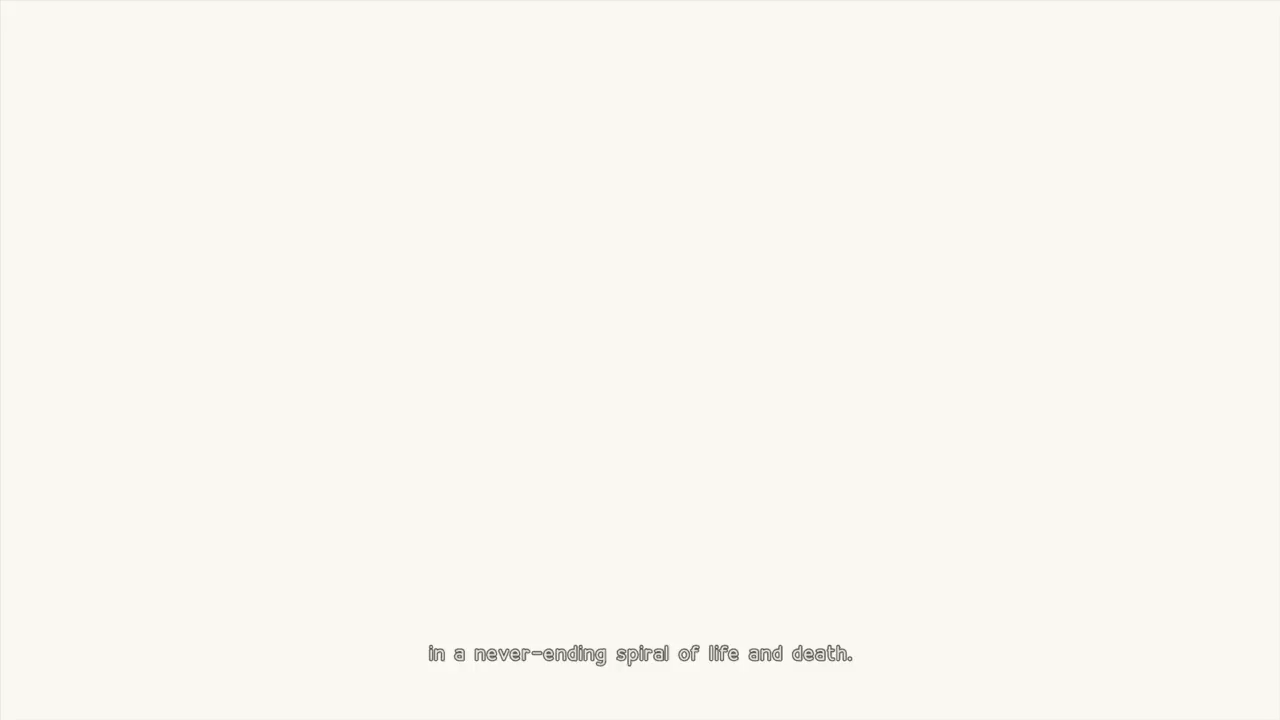 in a never-ending spiral of life and death.